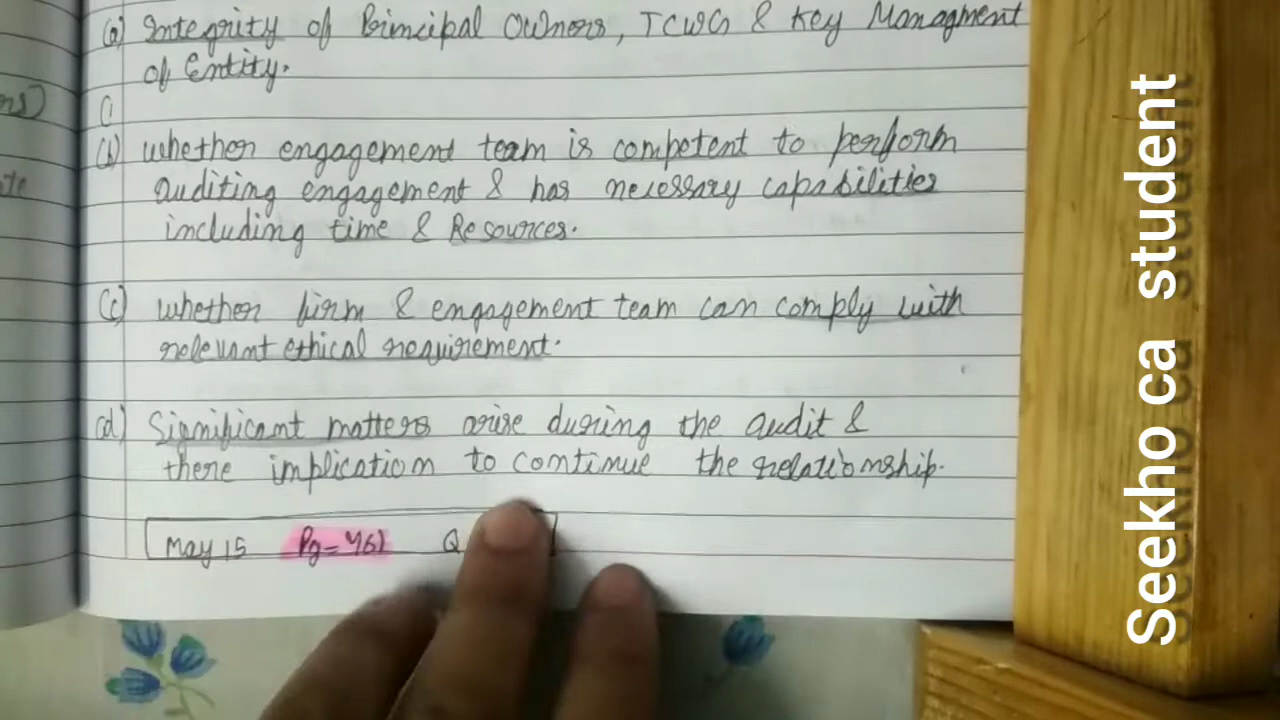 (a) Integrity of Principal Owners, TCWG & Key Managment
of Entity.
(i
(b) whether engagement team is competent to perform
auditing engagement & has necessary capabilities
including time & Resources.
(c) whether firm & engagement team can comply with
relevant ethical requirement.
(d) Significant matters arise during the audit &
there implication to continue the relationship.
May 15 Pg = 461 Q
Seekho ca student